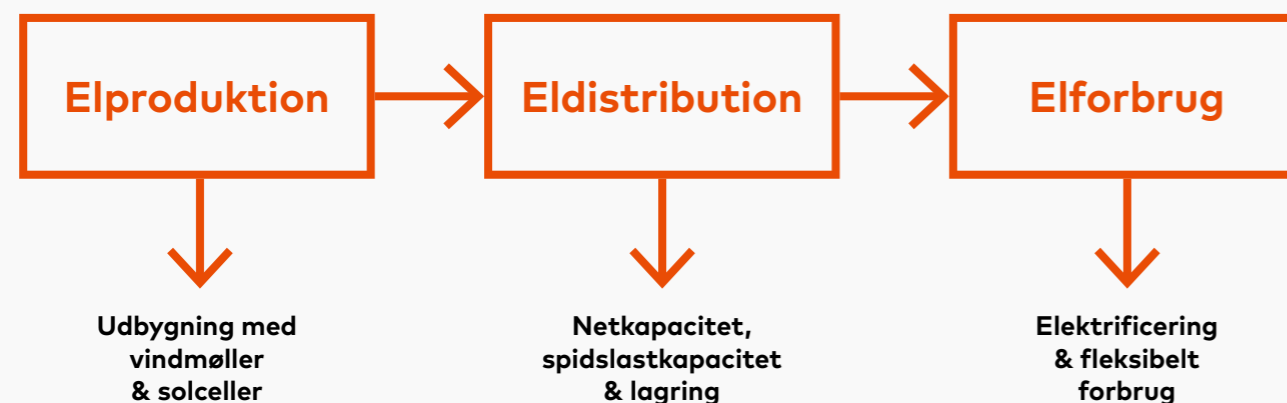 Elproduktion
Eldistribution
Elforbrug
Udbygning med
vindmøller
& solceller
Netkapacitet,
spidslastkapacitet
& lagring
Elektrificering
& fleksibelt
forbrug